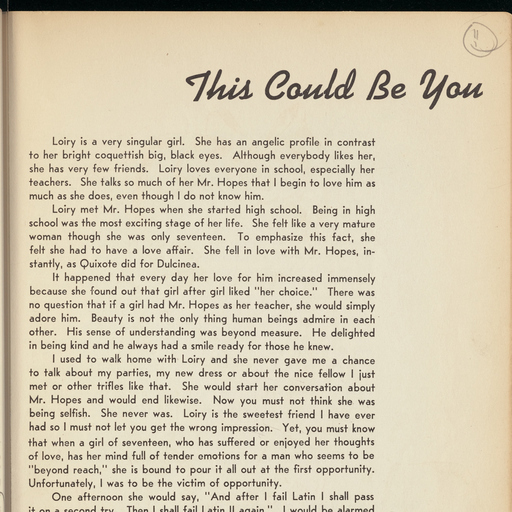 This Could Be You
Loiry is a very singular girl. She has an angelic profile in contrast
to her bright coquettish big, black eyes. Although everybody likes her,
she has very few friends. Loiry loves everyone in school, especially her
teachers. She talks so much of her Mr. Hopes that I begin to love him as
much as she does, even though I do not know him.
Loiry met Mr. Hopes when she started high school. Being in high
school was the most exciting stage of her life. She felt like a very mature
woman though she was only seventeen. To emphasize this fact, she
felt she had to have a love affair. She fell in love with Mr. Hopes, in-
stantly, as Quixote did for Dulcinea.
It happened that every day her love for him increased immensely
because she found out that girl after girl liked "her choice." There was
no question that if a girl had Mr. Hopes as her teacher, she would simply
adore him. Beauty is not the only thing human beings admire in each
other. His sense of understanding was beyond measure. He delighted
in being kind and he always had a smile ready for those he knew.
I used to walk home with Loiry and she never gave me a chance
to talk about my parties, my new dress or about the nice fellow I just
met or other trifles like that. She would start her conversation about
Mr. Hopes and would end likewise. Now you must not think she was
being selfish. She never was. Loiry is the sweetest friend I have ever
had so I must not let you get the wrong impression. Yet, you must know
that when a girl of seventeen, who has suffered or enjoyed her thoughts
of love, has her mind full of tender emotions for a man who seems to be
"beyond reach," she is bound to pour it all out at the first opportunity.
Unfortunately, I was to be the victim of opportunity.
One afternoon she would say, "And after I fail Latin I shall pass
it on a second try. Then I shall fail Latin II again." I would be alarmed